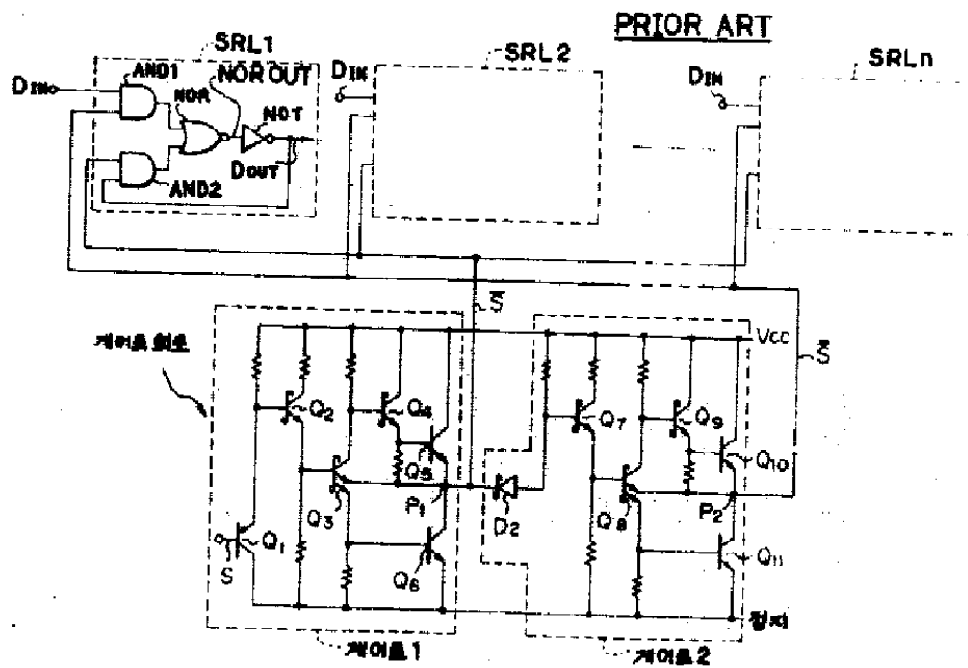 PRIOR ART
SRL1
SRL2
SRLn
AND1
NOR OUT
DIN
NOR
NOT
DOUT
AND2
DIN
DIN
S̅
S̅
VCC
게이트 회로
Q2
Q4
Q7
Q9
Q5
Q10
Q3
P1
D2
Q8
P2
Q1
S
Q6
Q11
접지
게이트1
게이트2